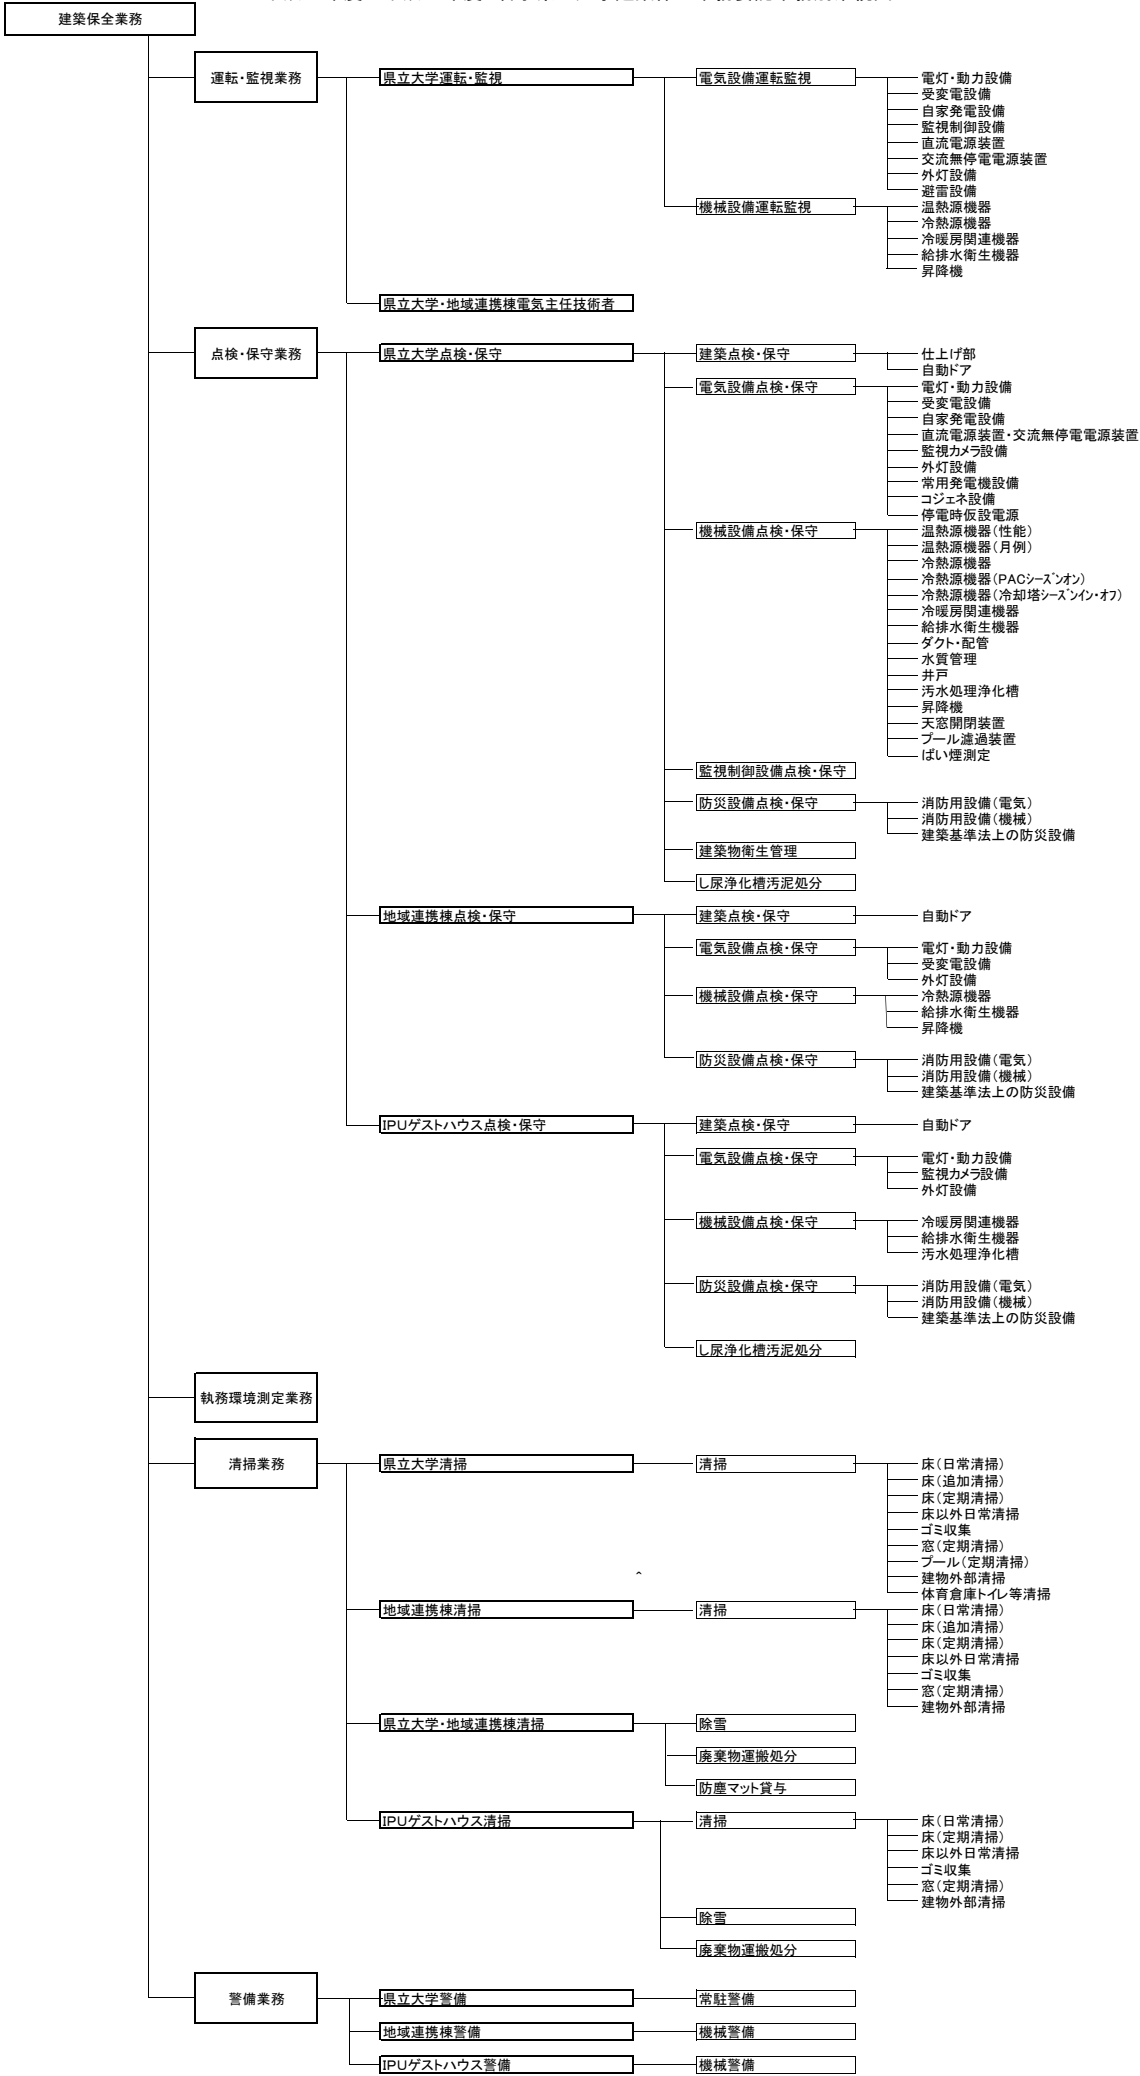 建築保全業務
運転・監視業務
県立大学運転・監視
電気設備運転監視
電灯・動力設備
受変電設備
自家発電設備
監視制御設備
直流電源装置
交流無停電電源装置
外灯設備
避雷設備
機械設備運転監視
温熱源機器
冷熱源機器
冷暖房関連機器
給排水衛生機器
昇降機
県立大学・地域連携棟電気主任技術者
点検・保守業務
県立大学点検・保守
建築点検・保守
仕上げ部
自動ドア
電気設備点検・保守
電灯・動力設備
受変電設備
自家発電設備
直流電源装置・交流無停電電源装置
監視カメラ設備
外灯設備
常用発電機設備
コジェネ設備
停電時仮設電源
機械設備点検・保守
温熱源機器(性能)
温熱源機器(月例)
冷熱源機器
冷熱源機器(PACシーズンオン)
冷熱源機器(冷却塔シーズンイン・オフ)
冷暖房関連機器
給排水衛生機器
ダクト・配管
水質管理
井戸
汚水処理浄化槽
昇降機
天窓開閉装置
プール濾過装置
ばい煙測定
監視制御設備点検・保守
防災設備点検・保守
消防用設備(電気)
消防用設備(機械)
建築基準法上の防災設備
建築物衛生管理
し尿浄化槽汚泥処分
地域連携棟点検・保守
建築点検・保守
自動ドア
電気設備点検・保守
電灯・動力設備
受変電設備
外灯設備
機械設備点検・保守
冷熱源機器
給排水衛生機器
昇降機
防災設備点検・保守
消防用設備(電気)
消防用設備(機械)
建築基準法上の防災設備
IPUゲストハウス点検・保守
建築点検・保守
自動ドア
電気設備点検・保守
電灯・動力設備
監視カメラ設備
外灯設備
機械設備点検・保守
冷暖房関連機器
給排水衛生機器
汚水処理浄化槽
防災設備点検・保守
消防用設備(電気)
消防用設備(機械)
建築基準法上の防災設備
し尿浄化槽汚泥処分
執務環境測定業務
清掃業務
県立大学清掃
清掃
床(日常清掃)
床(追加清掃)
床(定期清掃)
床以外日常清掃
ゴミ収集
窓(定期清掃)
プール(定期清掃)
建物外部清掃
体育倉庫トイレ等清掃
^
地域連携棟清掃
清掃
床(日常清掃)
床(追加清掃)
床(定期清掃)
床以外日常清掃
ゴミ収集
窓(定期清掃)
建物外部清掃
県立大学・地域連携棟清掃
除雪
廃棄物運搬処分
防塵マット貸与
IPUゲストハウス清掃
清掃
床(日常清掃)
床(定期清掃)
床以外日常清掃
ゴミ収集
窓(定期清掃)
建物外部清掃
除雪
廃棄物運搬処分
警備業務
県立大学警備
常駐警備
地域連携棟警備
機械警備
IPUゲストハウス警備
機械警備